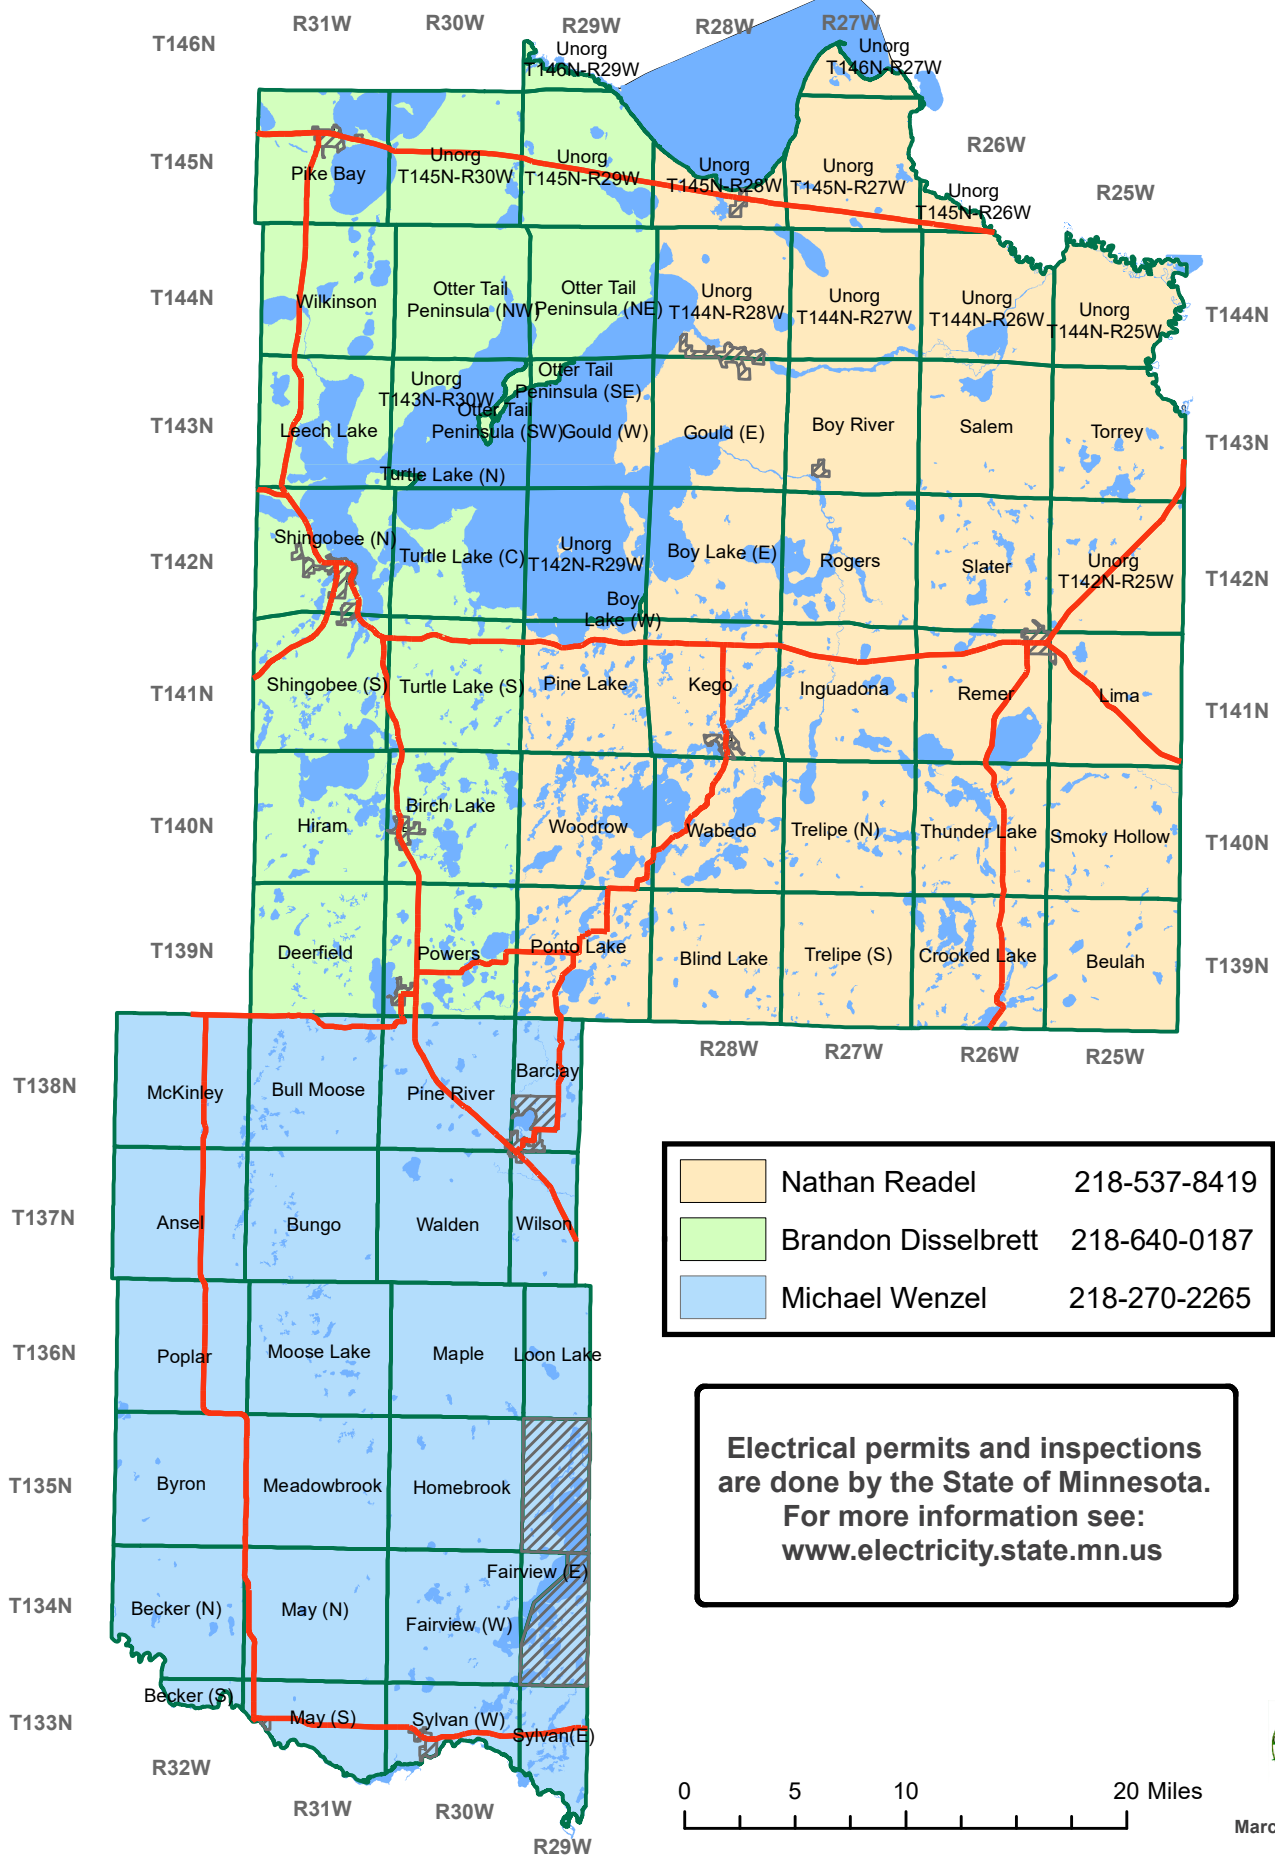 R31W
R30W
R29W
R28W
R27W
T146N
Unorg
T146N-R29W
Unorg
T146N-R27W
R26W
R25W
T145N
Pike Bay
Unorg
T145N-R30W
Unorg
T145N-R29W
Unorg
T145N-R28W
Unorg
T145N-R27W
Unorg
T145N-R26W
T144N
Wilkinson
Otter Tail
Peninsula (NW)
Otter Tail
Peninsula (NE)
Unorg
T144N-R28W
Unorg
T144N-R27W
Unorg
T144N-R26W
Unorg
T144N-R25W
T144N
T143N
Leech Lake
Unorg
T143N-R30W
Otter Tail
Peninsula (SW)
Otter Tail
Peninsula (SE)
Gould (W)
Gould (E)
Boy River
Salem
Torrey
T143N
Turtle Lake (N)
T142N
Shingobee (N)
Turtle Lake (C)
Unorg
T142N-R29W
Boy
Lake (W)
Boy Lake (E)
Rogers
Slater
Unorg
T142N-R25W
T142N
T141N
Shingobee (S)
Turtle Lake (S)
Pine Lake
Kego
Inguadona
Remer
Lima
T141N
T140N
Hiram
Birch Lake
Woodrow
Wabedo
Trelipe (N)
Thunder Lake
Smoky Hollow
T140N
T139N
Deerfield
Powers
Ponto Lake
Blind Lake
Trelipe (S)
Crooked Lake
Beulah
T139N
R28W
R27W
R26W
R25W
T138N
McKinley
Bull Moose
Pine River
Barclay
T137N
Ansel
Bungo
Walden
Wilson
Nathan Readel 218-537-8419
Brandon Disselbrett 218-640-0187
Michael Wenzel 218-270-2265
T136N
Poplar
Moose Lake
Maple
Loon Lake
Electrical permits and inspections
are done by the State of Minnesota.
For more information see:
www.electricity.state.mn.us
T135N
Byron
Meadowbrook
Homebrook
T134N
Becker (N)
May (N)
Fairview (W)
Fairview (E)
T133N
Becker (S)
May (S)
Sylvan (W)
Sylvan(E)
R32W
R31W
R30W
R29W
0 5 10 20 Miles
Marc